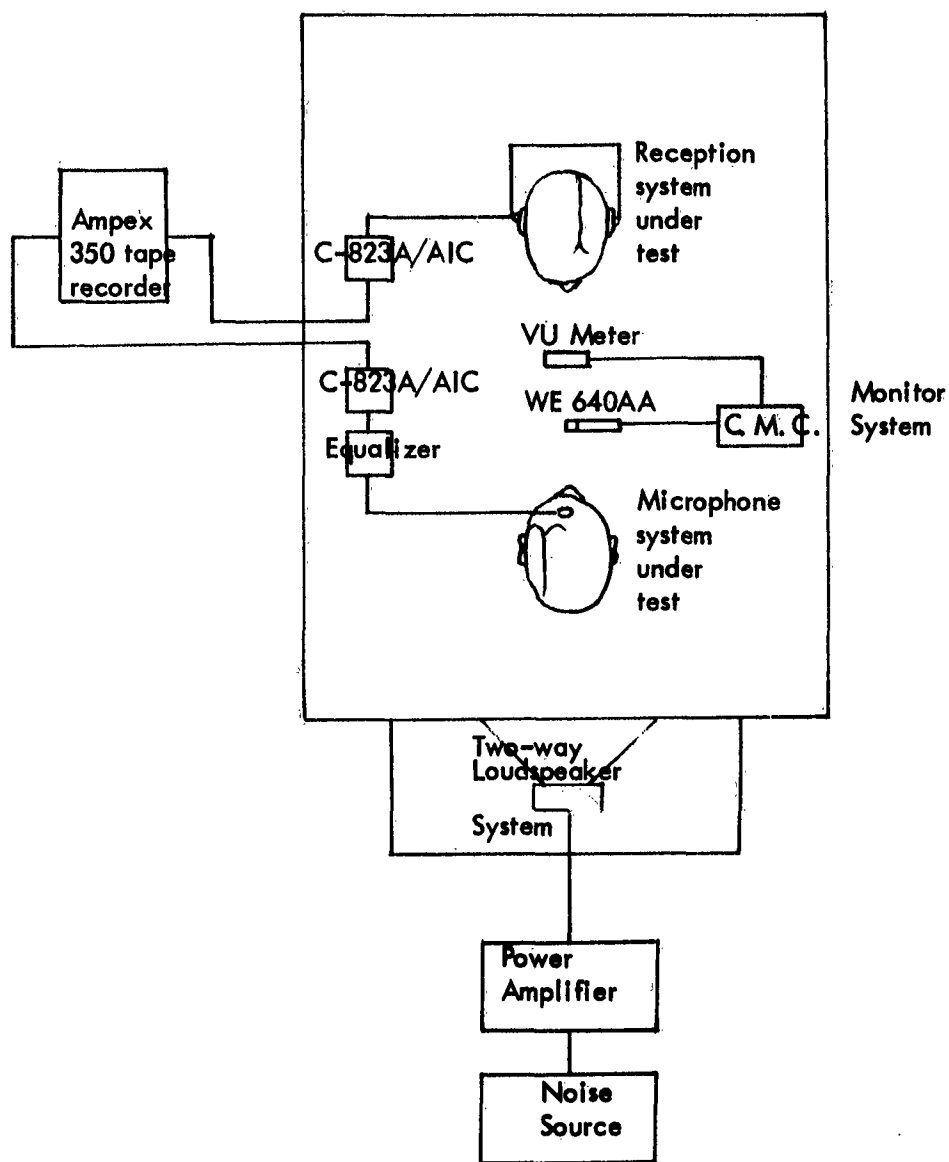 Reception
system
under
test
Ampex
350 tape
recorder
C-823A/AIC
VU Meter
C-823A/AIC
WE 640AA
C. M. C.
Monitor
System
Equalizer
Microphone
system
under
test
Two-way
Loudspeaker
System
Power
Amplifier
Noise
Source